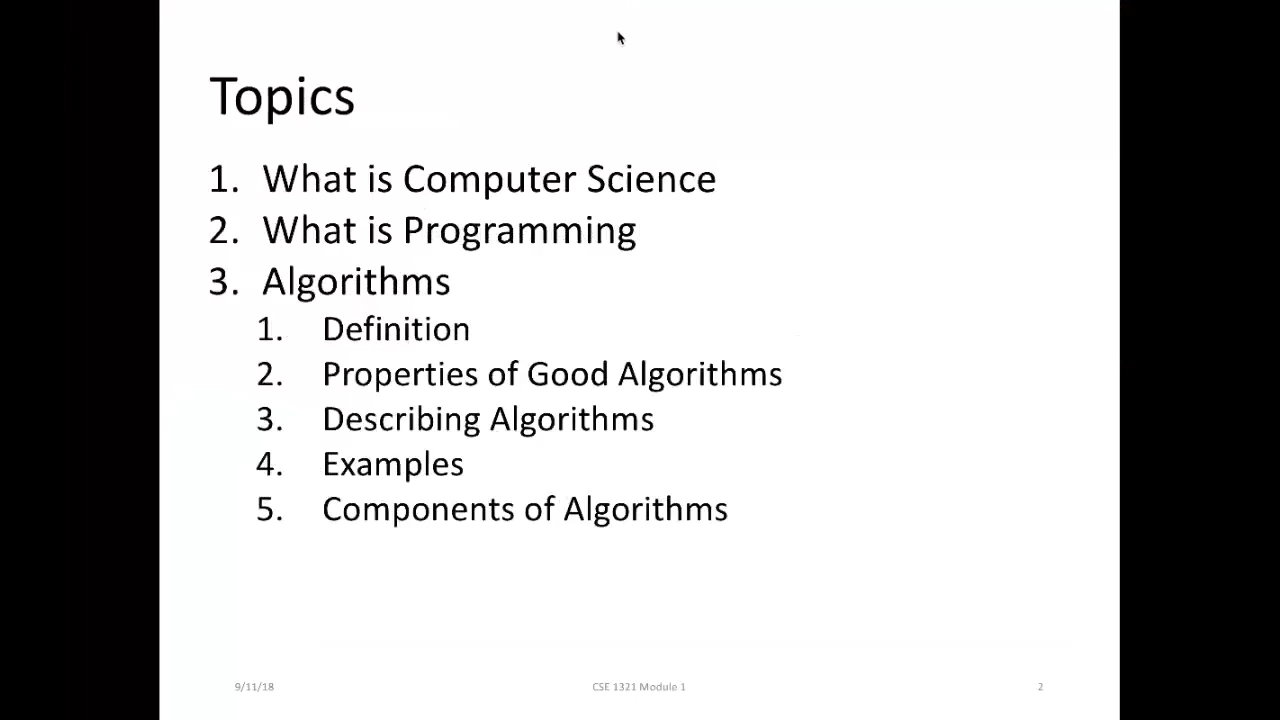 Topics
1. What is Computer Science
2. What is Programming
3. Algorithms
1. Definition
2. Properties of Good Algorithms
3. Describing Algorithms
4. Examples
5. Components of Algorithms
9/11/18 CSE 1321 Module 1 2